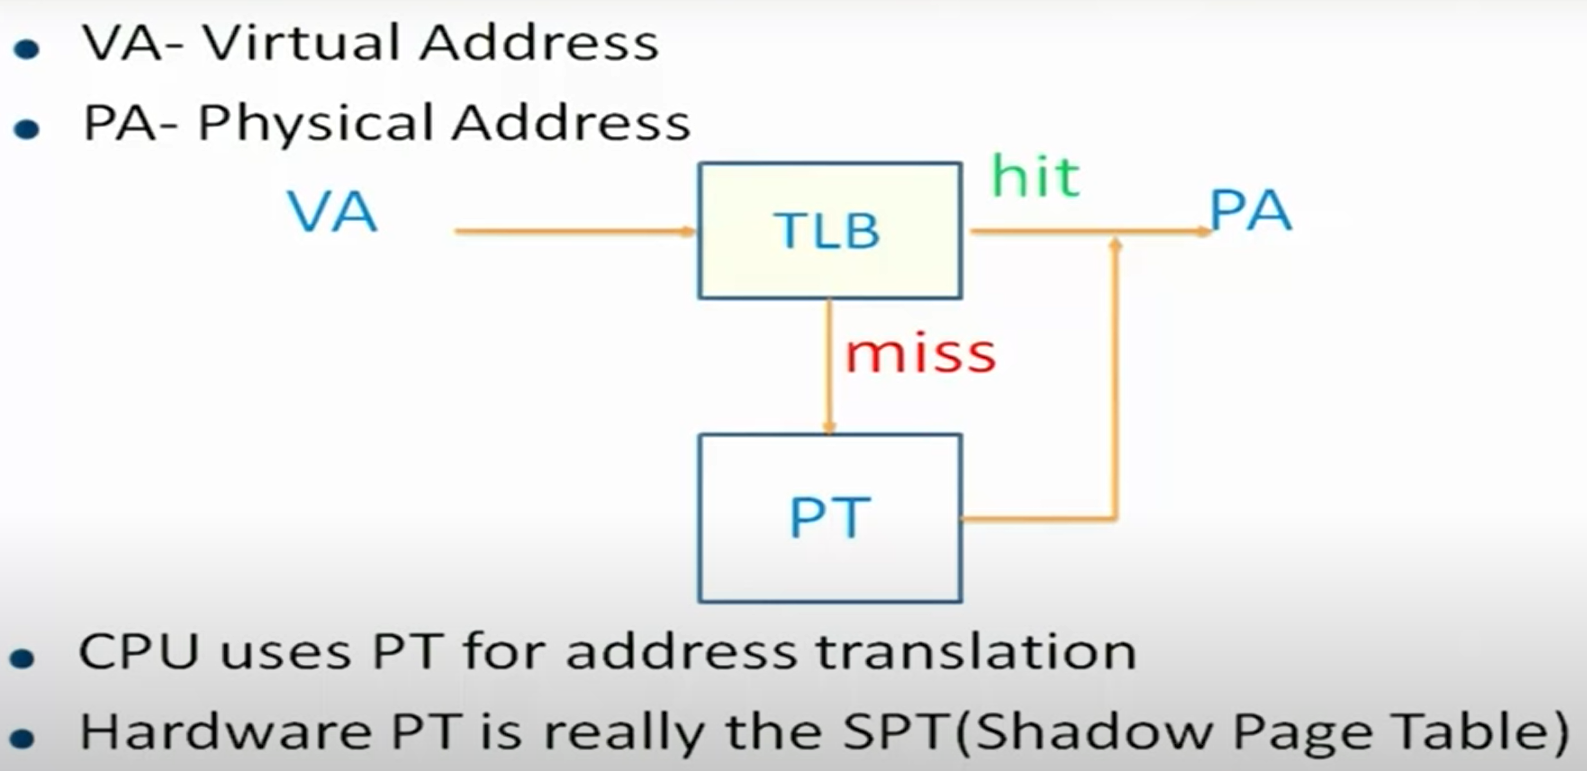 VA- Virtual Address
PA- Physical Address
hit
VA
TLB
PA
miss
PT
CPU uses PT for address translation
Hardware PT is really the SPT(Shadow Page Table)